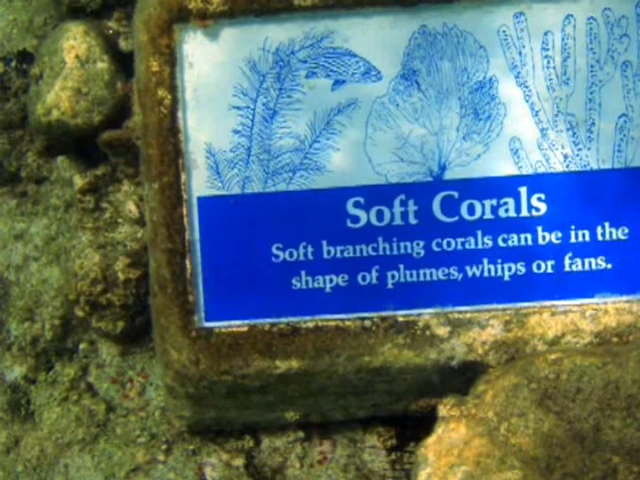 Soft Corals
Soft branching corals can be in the
shape of plumes, whips or fans.